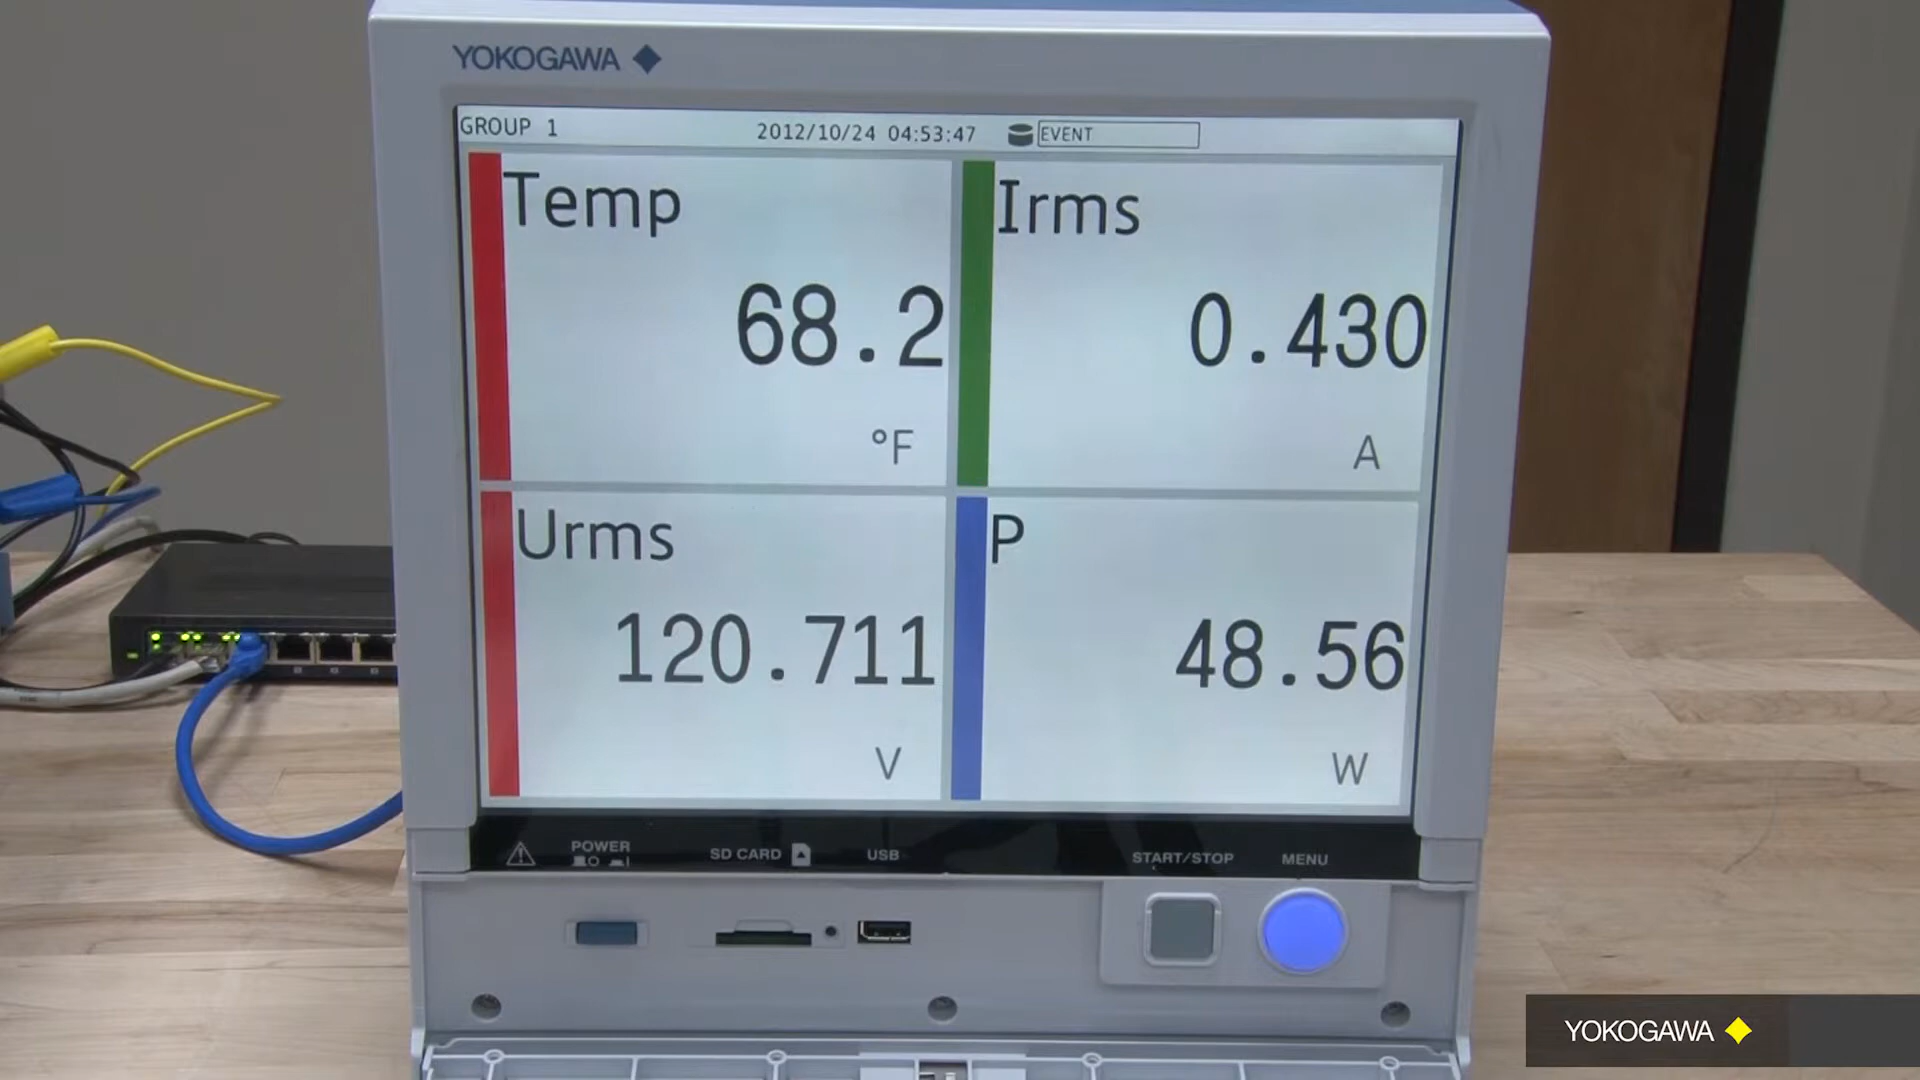 YOKOGAWA
GROUP 1
2012/10/24 04:53:47
EVENT
Temp
68.2
°F
Irms
0.430
A
Urms
120.711
V
P
48.56
W
POWER
SD CARD
USB
START/STOP
MENU
YOKOGAWA